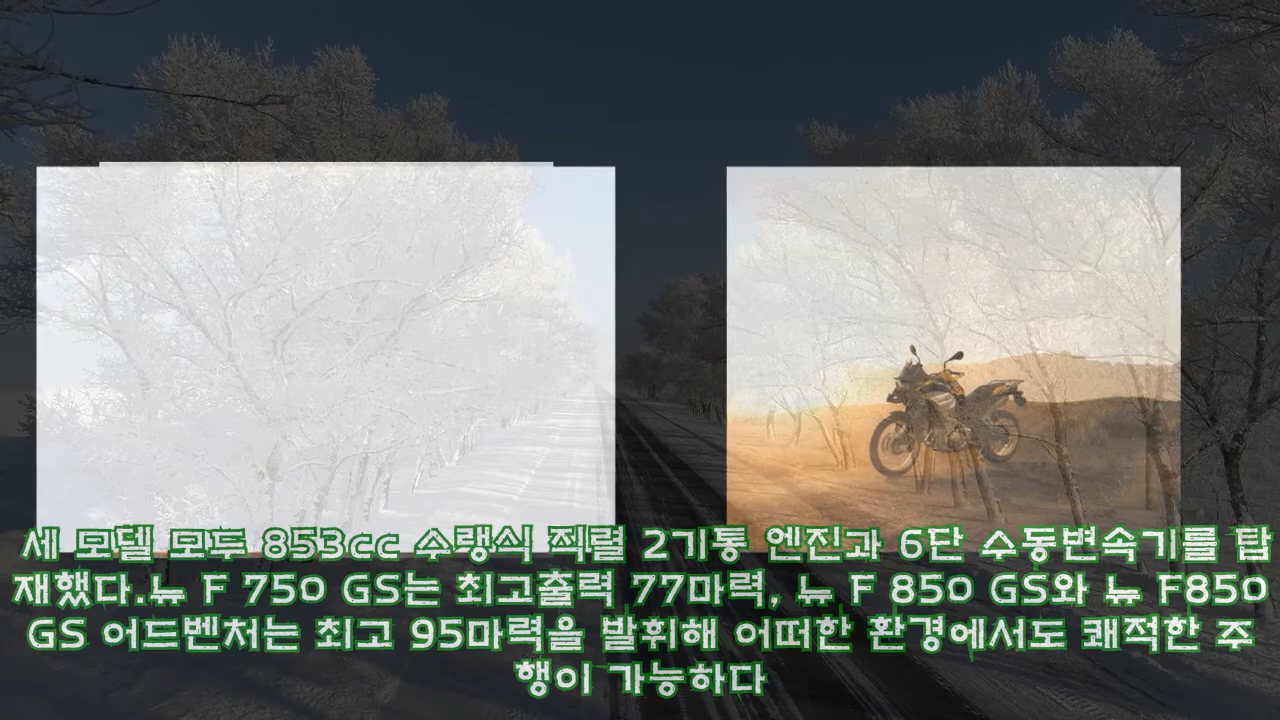 세 모델 모두 853cc 수랭식 직렬 2기통 엔진과 6단 수동변속기를 탑
재했다.뉴 F 750 GS는 최고출력 77마력, 뉴 F 850 GS와 뉴 F850
GS 어드벤처는 최고 95마력을 발휘해 어떠한 환경에서도 쾌적한 주
행이 가능하다